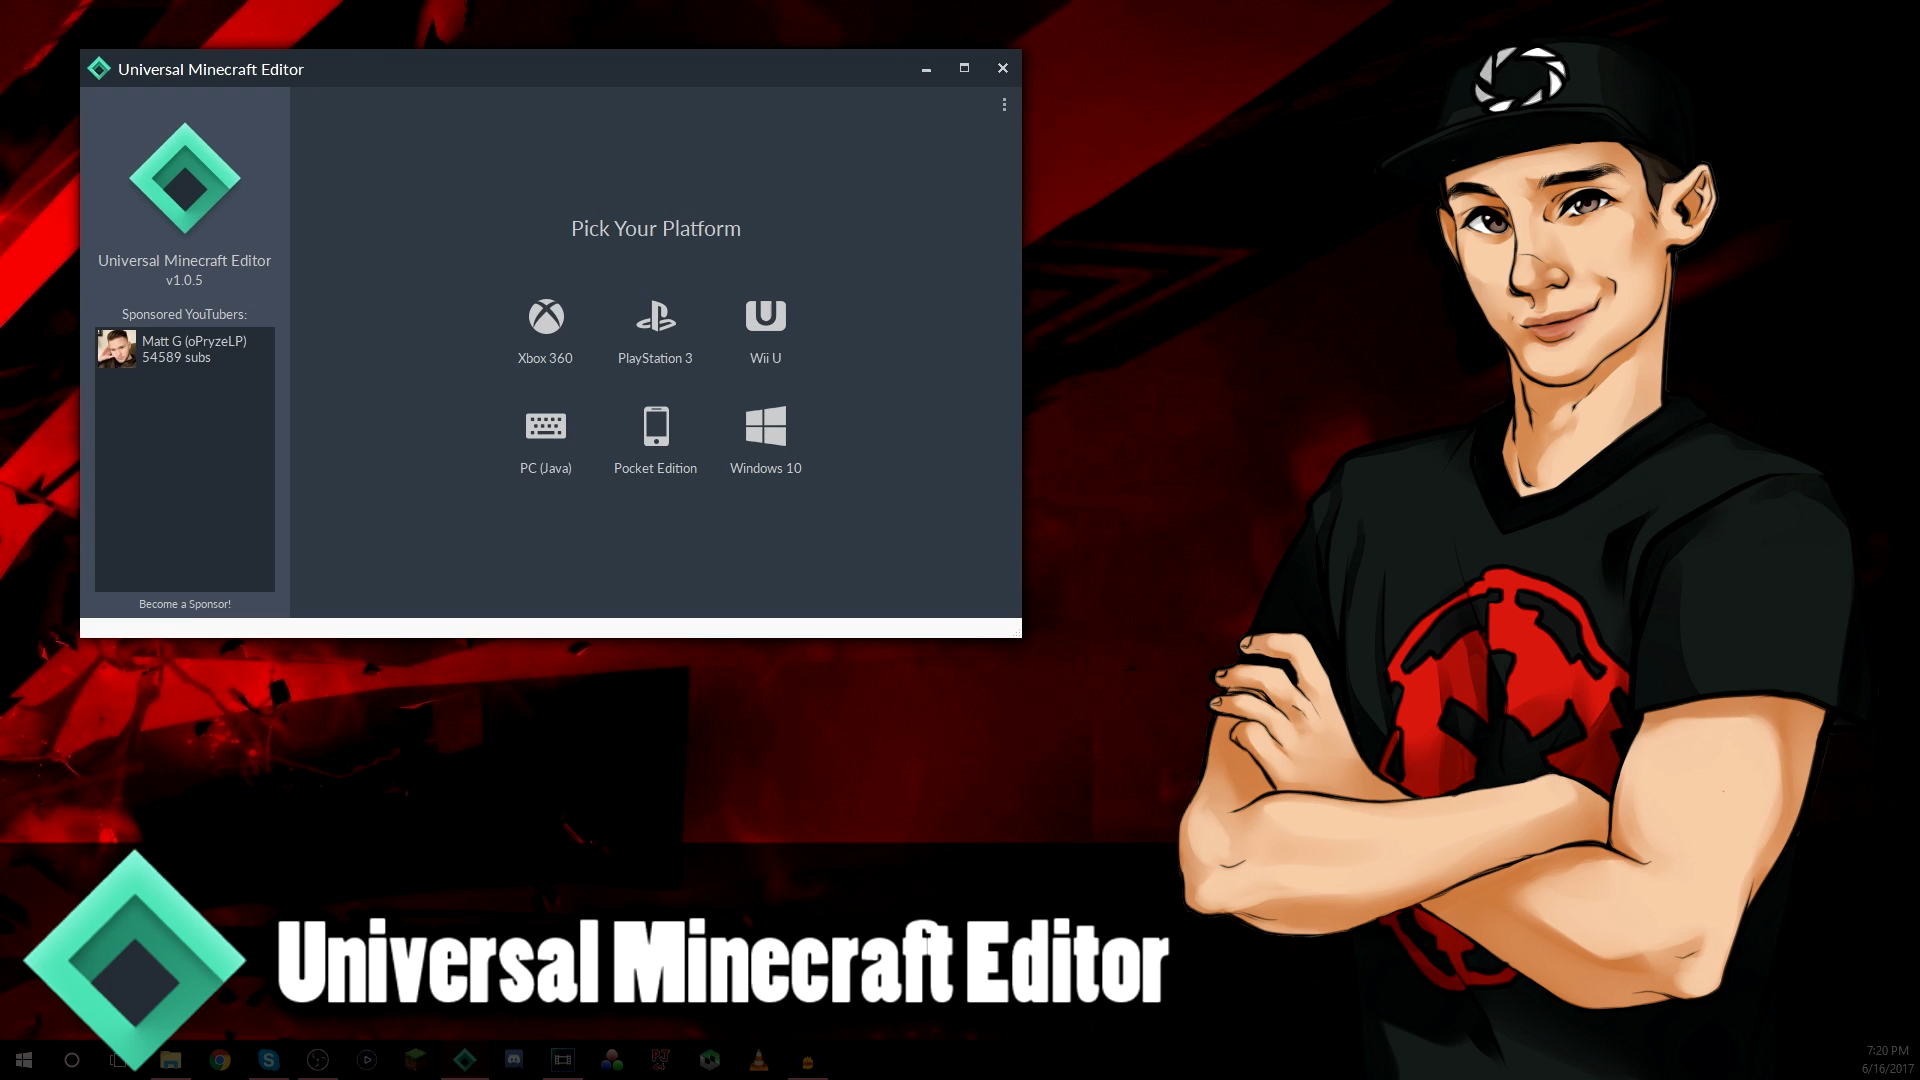 Universal Minecraft Editor
Universal Minecraft Editor
v1.0.5
Sponsored YouTubers:
Matt G (oPryzeLP)
54589 subs
Become a Sponsor!
Pick Your Platform
Xbox 360
PlayStation 3
Wii U
PC (Java)
Pocket Edition
Windows 10
Universal Minecraft Editor
7:20 PM
6/16/2017